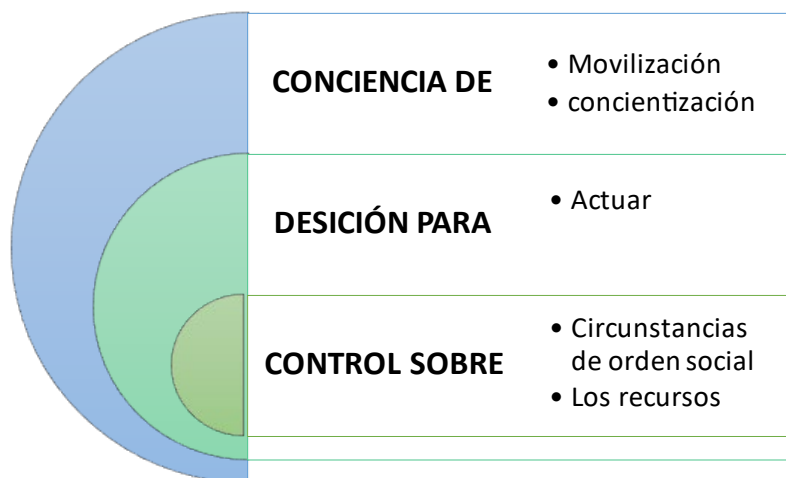 CONCIENCIA DE
• Movilización
• concientización
DESICIÓN PARA
• Actuar
CONTROL SOBRE
• Circunstancias
de orden social
• Los recursos